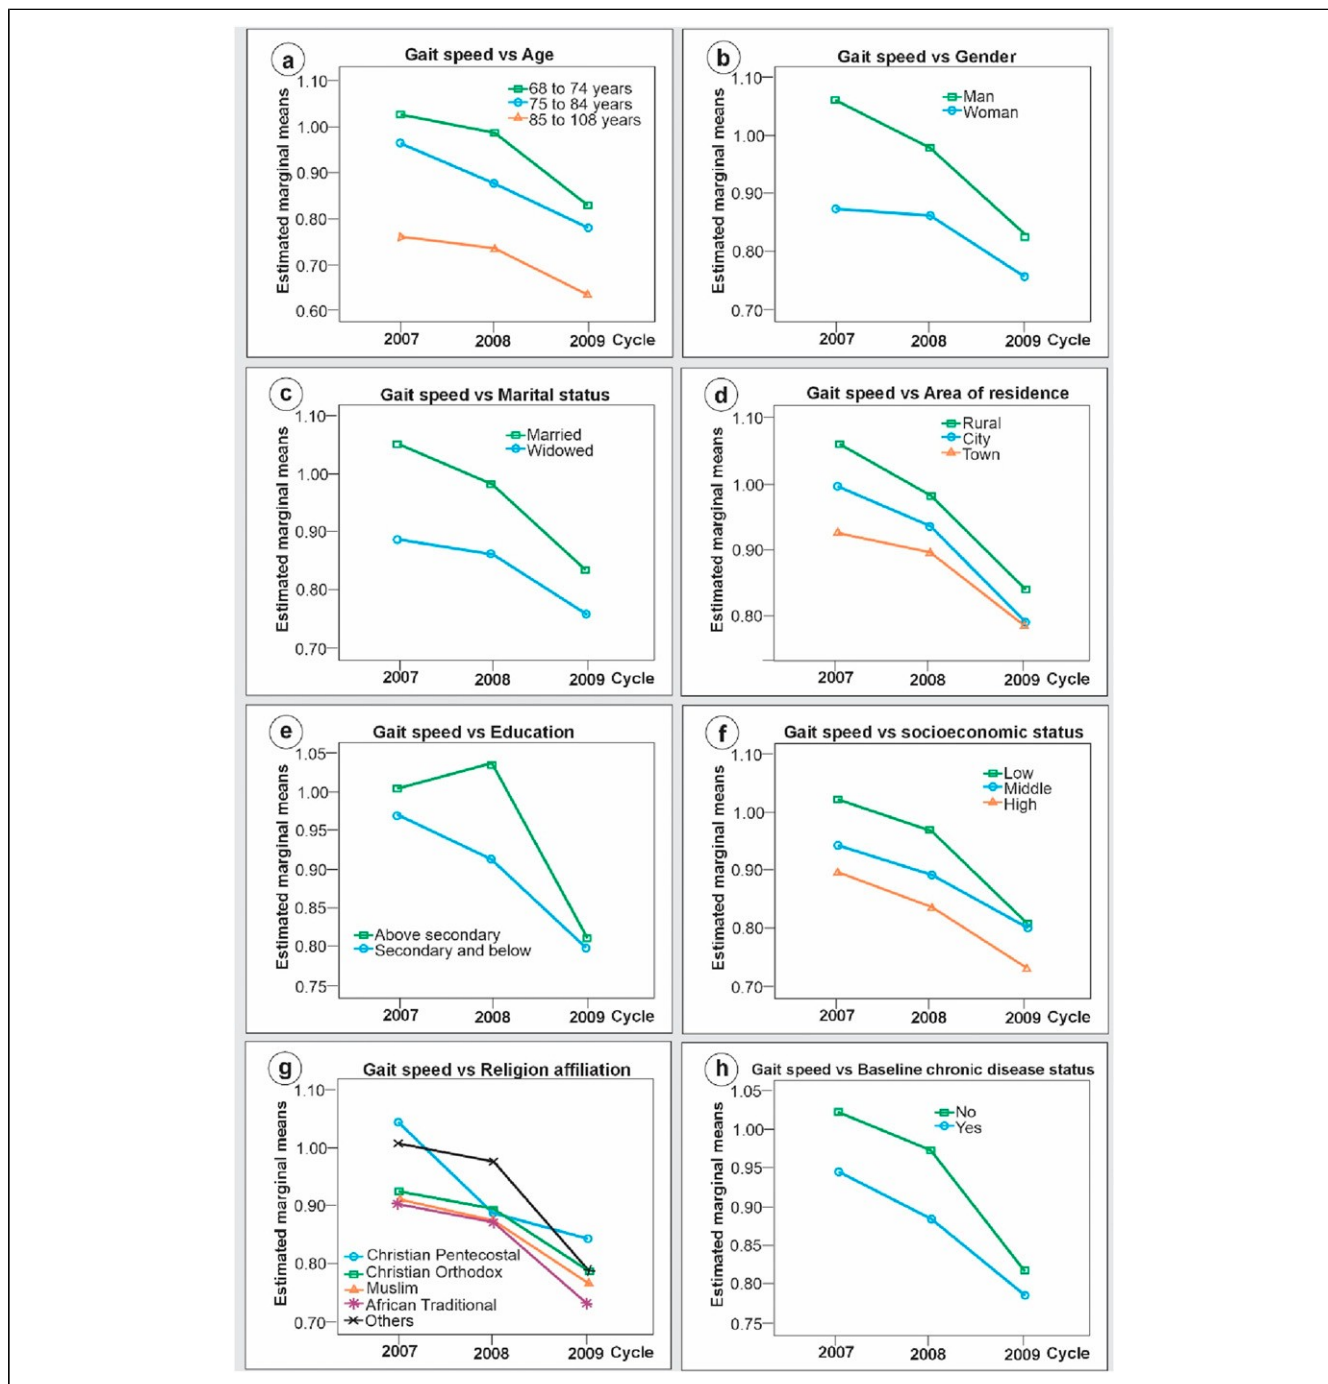 a
Gait speed vs Age
Estimated marginal means
1.10
1.00
0.90
0.80
0.70
0.60
68 to 74 years
75 to 84 years
85 to 108 years
2007 2008 2009 Cycle
b
Gait speed vs Gender
Estimated marginal means
1.10
1.00
0.90
0.80
0.70
Man
Woman
2007 2008 2009 Cycle
c
Gait speed vs Marital status
Estimated marginal means
1.10
1.00
0.90
0.80
0.70
Married
Widowed
2007 2008 2009 Cycle
d
Gait speed vs Area of residence
Estimated marginal means
1.10
1.00
0.90
0.80
Rural
City
Town
2007 2008 2009 Cycle
e
Gait speed vs Education
Estimated marginal means
1.05
1.00
0.95
0.90
0.85
0.80
0.75
Above secondary
Secondary and below
2007 2008 2009 Cycle
f
Gait speed vs socioeconomic status
Estimated marginal means
1.10
1.00
0.90
0.80
0.70
Low
Middle
High
2007 2008 2009 Cycle
g
Gait speed vs Religion affiliation
Estimated marginal means
1.10
1.00
0.90
0.80
0.70
Christian Pentecostal
Christian Orthodox
Muslim
African Traditional
Others
2007 2008 2009 Cycle
h
Gait speed vs Baseline chronic disease status
Estimated marginal means
1.05
1.00
0.95
0.90
0.85
0.80
0.75
No
Yes
2007 2008 2009 Cycle